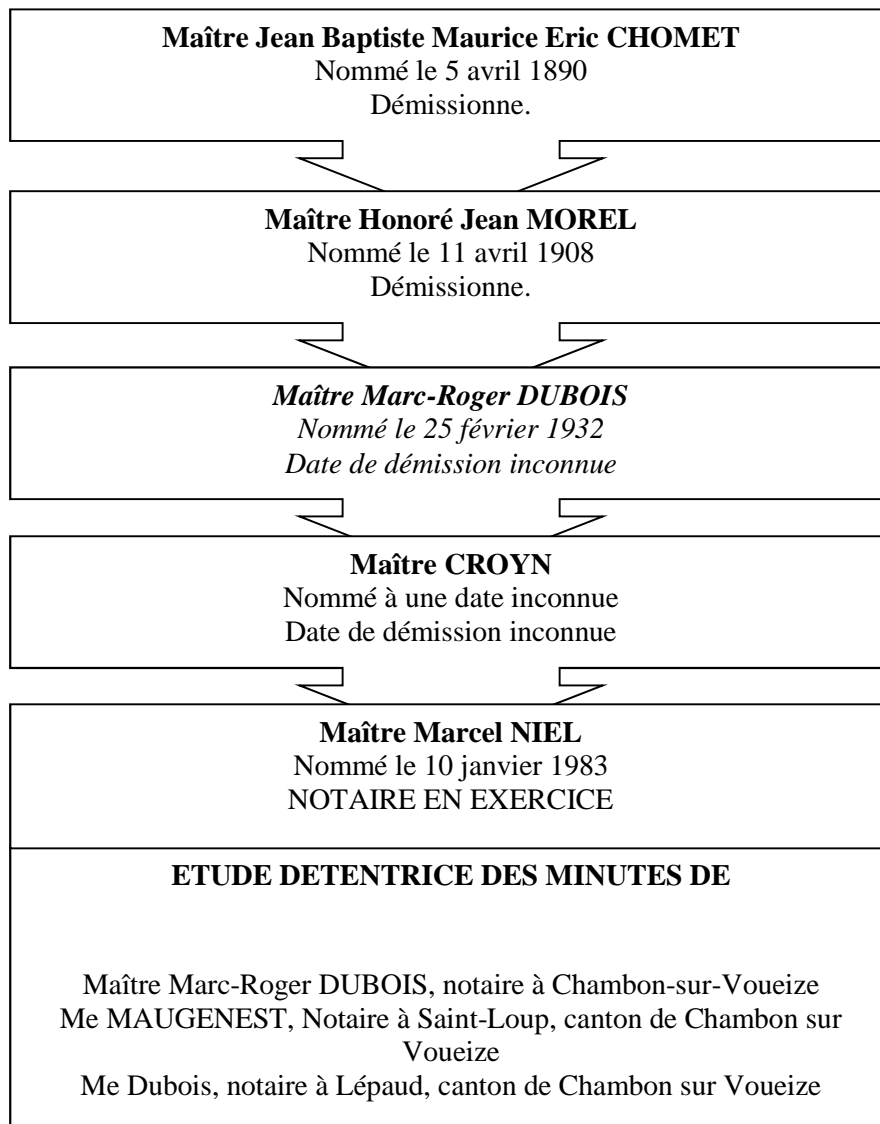 Maître Jean Baptiste Maurice Eric CHOMET
Nommé le 5 avril 1890
Démissionne.
Maître Honoré Jean MOREL
Nommé le 11 avril 1908
Démissionne.
Maître Marc-Roger DUBOIS
Nommé le 25 février 1932
Date de démission inconnue
Maître CROYN
Nommé à une date inconnue
Date de démission inconnue
Maître Marcel NIEL
Nommé le 10 janvier 1983
NOTAIRE EN EXERCICE
ETUDE DETENTRICE DES MINUTES DE
Maître Marc-Roger DUBOIS, notaire à Chambon-sur-Voueize
Me MAUGENEST, Notaire à Saint-Loup, canton de Chambon sur
Voueize
Me Dubois, notaire à Lépaud, canton de Chambon sur Voueize